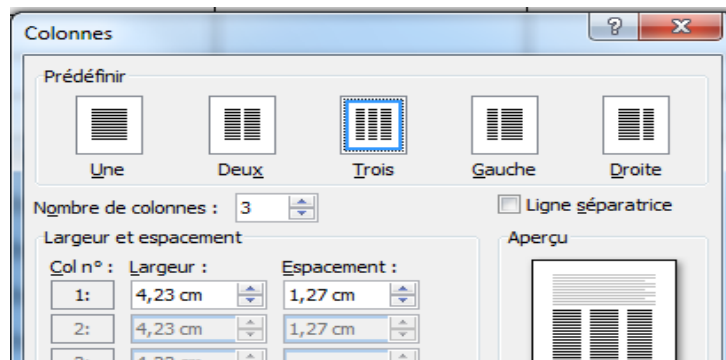 Colonnes
Prédéfinir
Une Deux Trois Gauche Droite
Nombre de colonnes : 3 Ligne séparatrice
Largeur et espacement Aperçu
Col n° : Largeur : Espacement :
1: 4,23 cm 1,27 cm
2: 4,23 cm 1,27 cm